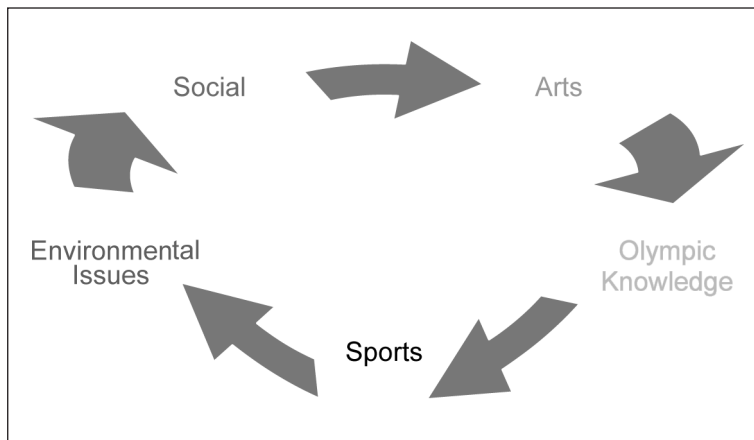 Social
Arts
Environmental
Issues
Olympic
Knowledge
Sports